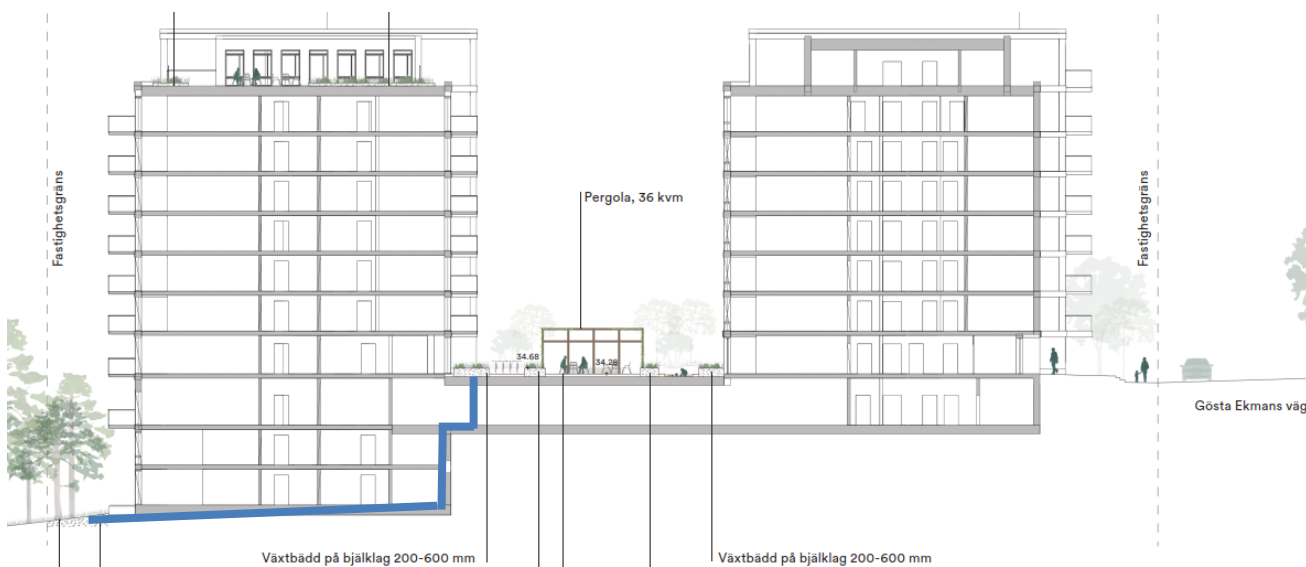 Fastighetsgräns
Pergola, 36 kvm
Fastighetsgräns
34.68
34.28
Gösta Ekmans väg
Växtbädd på bjälklag 200-600 mm
Växtbädd på bjälklag 200-600 mm